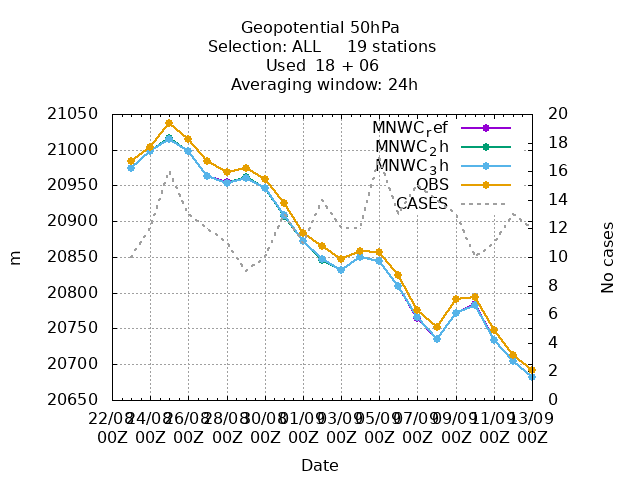 Geopotential 50hPa
Selection: ALL 19 stations
Used 18 + 06
Averaging window: 24h
21050
21000
20950
20900
20850
20800
20750
20700
20650
m
MNWCref
MNWC2h
MNWC3h
OBS
CASES
20
18
16
14
12
10
8
6
4
2
0
No cases
22/08 24/08 26/08 28/08 30/08 01/09 03/09 05/09 07/09 09/09 11/09 13/09
00Z 00Z 00Z 00Z 00Z 00Z 00Z 00Z 00Z 00Z 00Z 00Z
Date